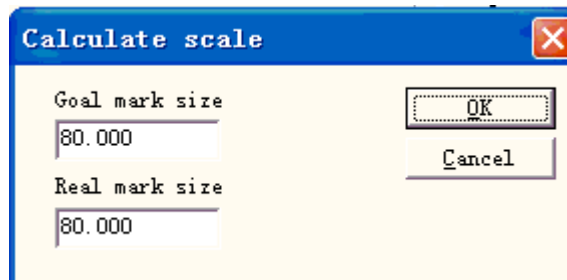 Calculate scale
Goal mark size
80.000
OK
Cancel
Real mark size
80.000